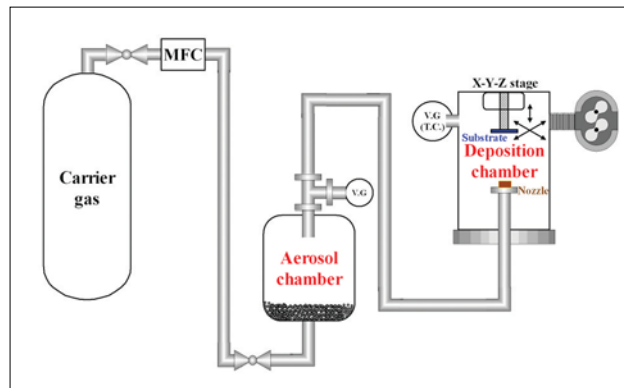 MFC
Carrier
gas
V.G
Aerosol
chamber
X-Y-Z stage
V.G
(T.C.)
Substrate
Deposition
chamber
Nozzle